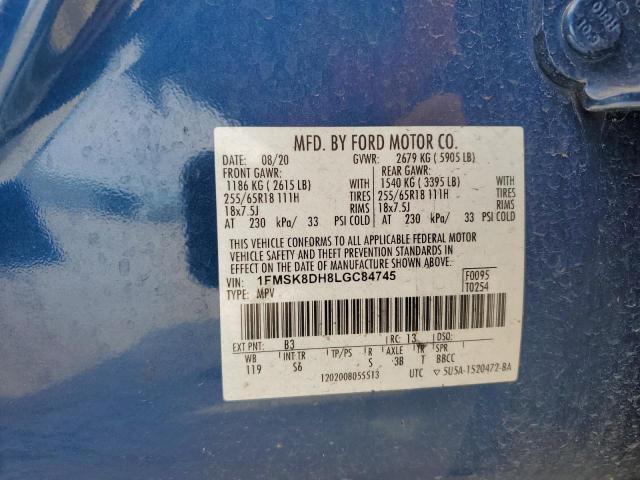 MFD. BY FORD MOTOR CO.
DATE: 08/20 GVWR: 2679 KG ( 5905 LB)
FRONT GAWR: REAR GAWR:
1186 KG ( 2615 LB) WITH 1540 KG ( 3395 LB) WITH
255/65R18 111H TIRES 255/65R18 111H TIRES
18x7.5J RIMS 18x7.5J RIMS
AT 230 kPa/ 33 PSI COLD AT 230 kPa/ 33 PSI COLD
THIS VEHICLE CONFORMS TO ALL APPLICABLE FEDERAL MOTOR
VEHICLE SAFETY AND THEFT PREVENTION STANDARDS IN
EFFECT ON THE DATE OF MANUFACTURE SHOWN ABOVE.
VIN: 1FMSK8DH8LGC84745 F0095
TYPE: MPV T0254
EXT PNT: B3 RC: 13 DSO:
WB INT TR TP/PS R AXLE TR SPR
119 S6 S 3B T BBCC
1202008055513 UTC ▽ 5U5A-1520472-BA